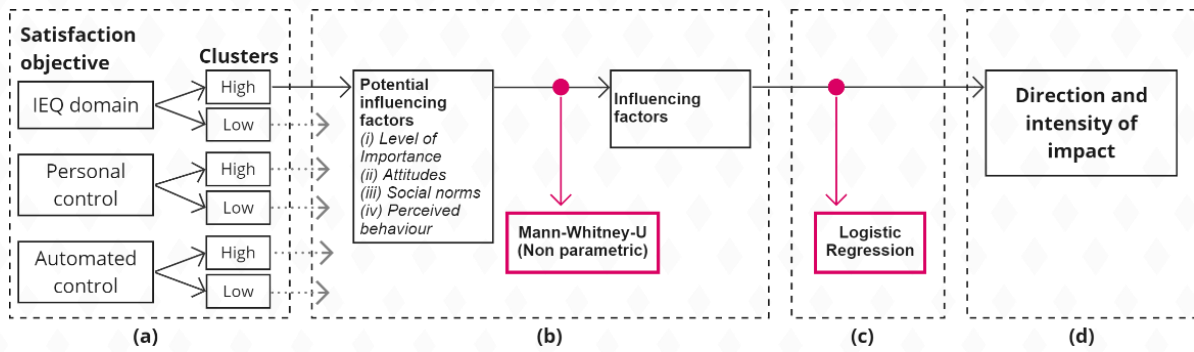 Satisfaction
objective
Clusters
IEQ domain
High
Low
Personal
control
High
Low
Automated
control
High
Low
(a)
Potential
influencing
factors
(i) Level of
Importance
(ii) Attitudes
(iii) Social norms
(iv) Perceived
behaviour
Mann-Whitney-U
(Non parametric)
Influencing
factors
(b)
Logistic
Regression
(c)
Direction and
intensity of
impact
(d)